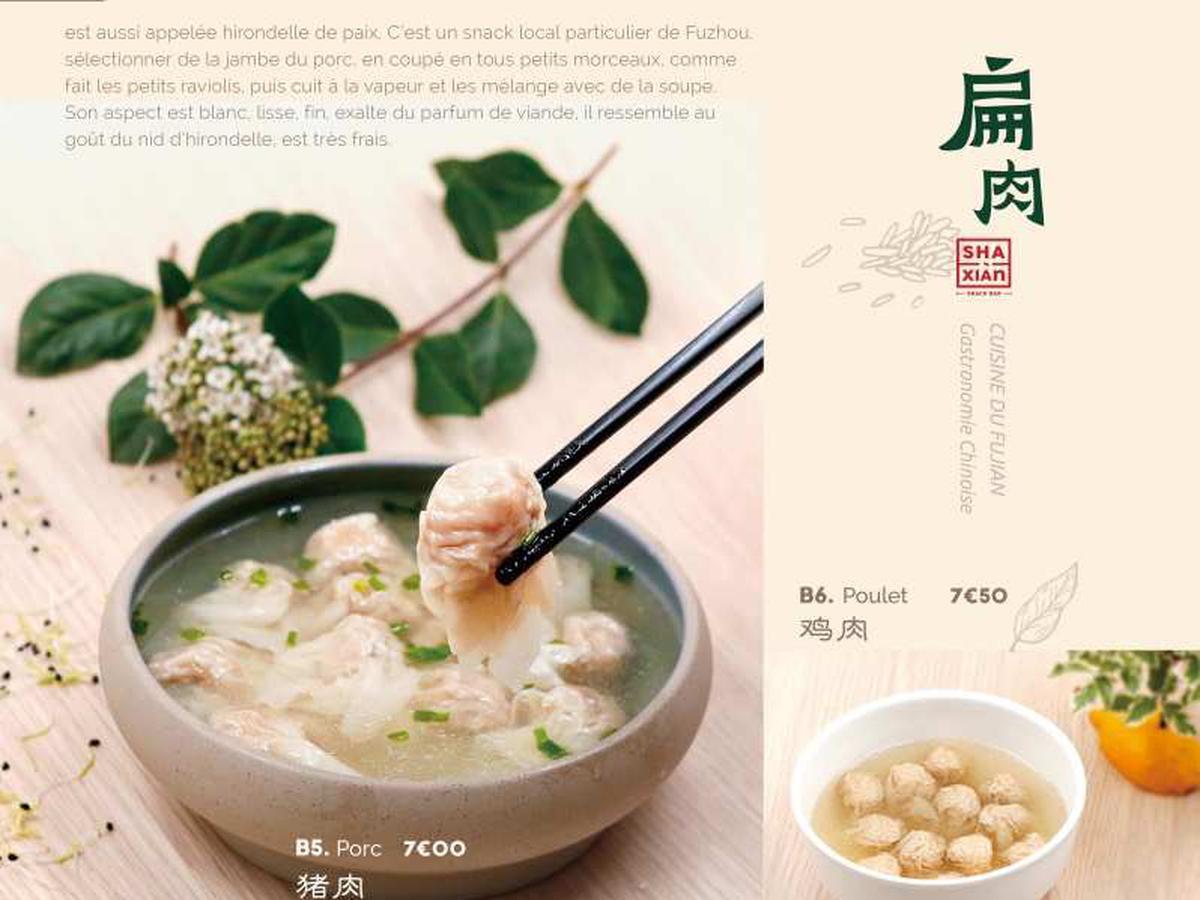 est aussi appelée hirondelle de paix. C'est un snack local particulier de Fuzhou.
sélectionner de la jambe du porc, en coupé en tous petits morceaux, comme
fait les petits raviolis, puis cuit à la vapeur et les mélange avec de la soupe.
Son aspect est blanc, lisse, fin, exalte du parfum de viande, il ressemble au
goût du nid d'hirondelle, est très frais.
扁
肉
SHA
XIAN
SNACK BAR
CUISINE DU FUJIAN
Gastronomie Chinoise
B6. Poulet 7€50
鸡肉
B5. Porc 7€00
猪肉